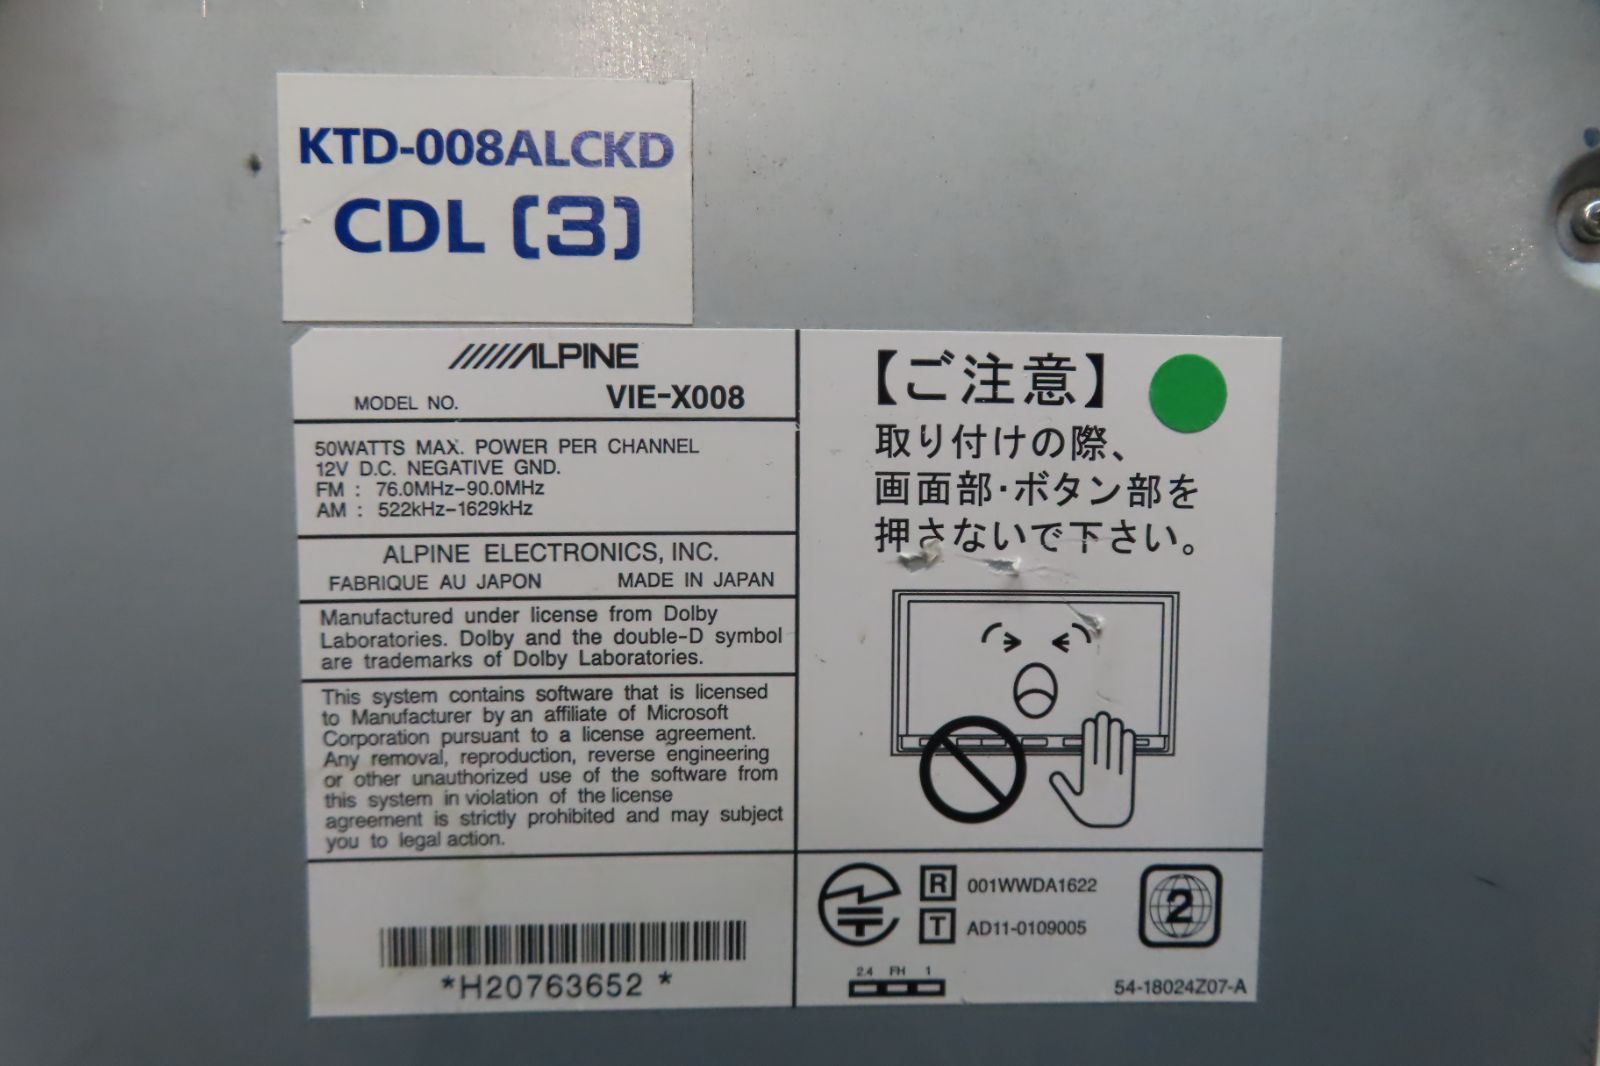 KTD-008ALCKD
CDL (3)
ALPINE
MODEL NO. VIE-X008
50WATTS MAX. POWER PER CHANNEL
12V D.C. NEGATIVE GND.
FM : 76.0MHz-90.0MHz
AM : 522kHz-1629kHz
ALPINE ELECTRONICS, INC.
FABRIQUE AU JAPON MADE IN JAPAN
Manufactured under license from Dolby
Laboratories. Dolby and the double-D symbol
are trademarks of Dolby Laboratories.
This system contains software that is licensed
to Manufacturer by an affiliate of Microsoft
Corporation pursuant to a license agreement.
Any removal, reproduction, reverse engineering
or other unauthorized use of the software from
this system in violation of the license
agreement is strictly prohibited and may subject
you to legal action.
*H20763652 *
【ご注意】
取り付けの際、
画面部・ボタン部を
押さないで下さい。
R 001WWDA1622
T AD11-0109005
2
2.4 FH 1
54-18024Z07-A